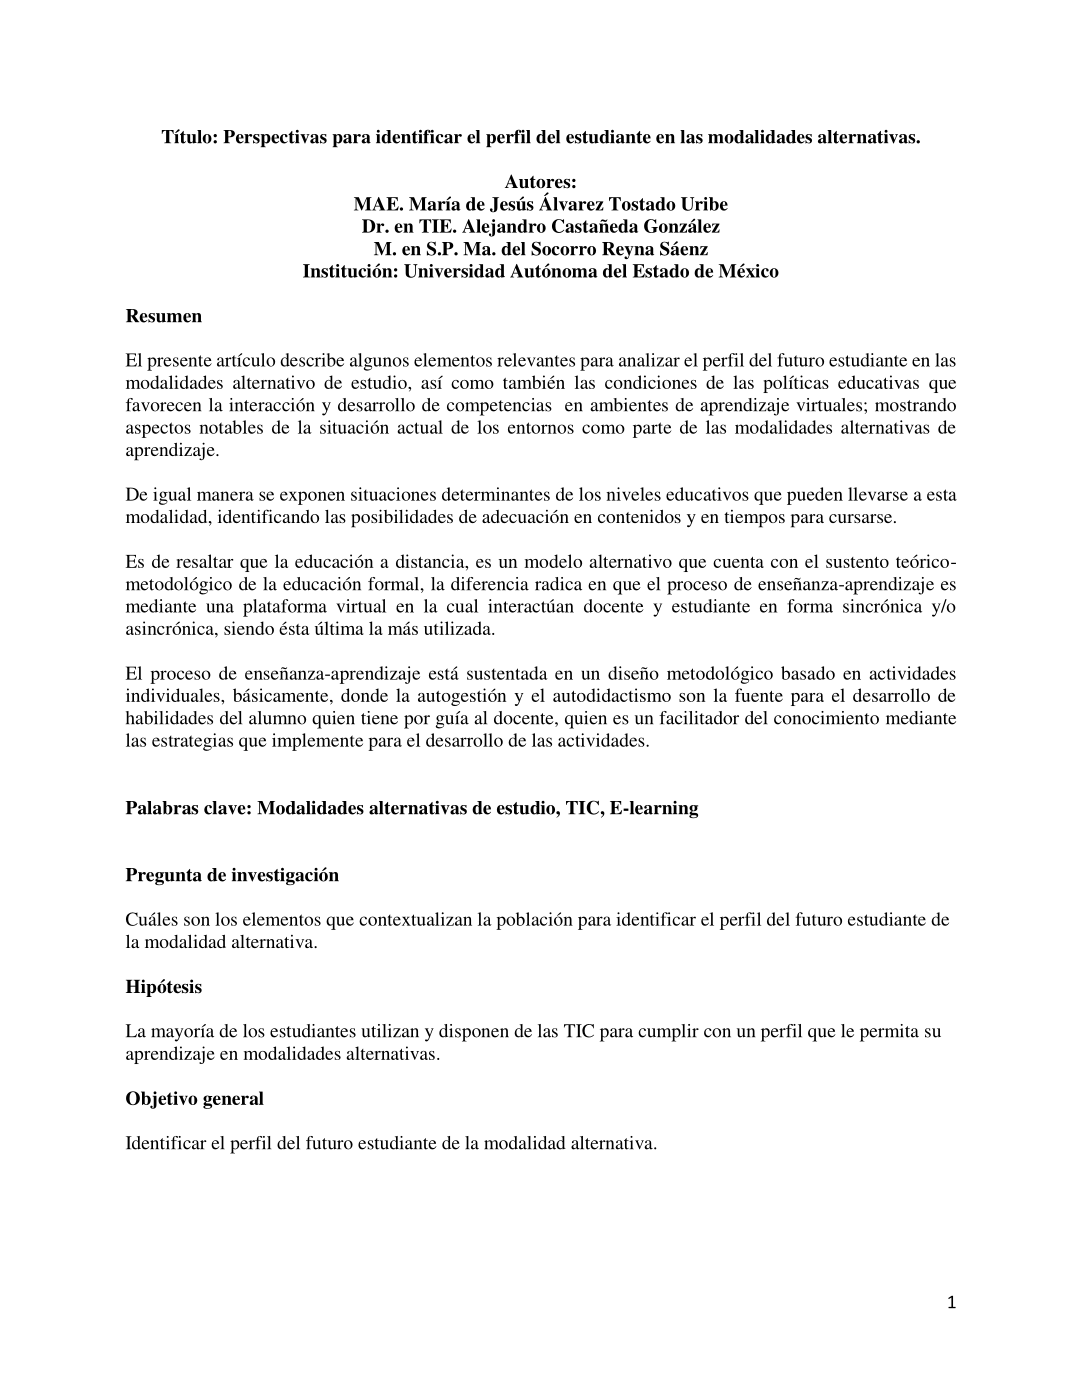 Título: Perspectivas para identificar el perfil del estudiante en las modalidades alternativas.
Autores:
MAE. María de Jesús Álvarez Tostado Uribe
Dr. en TIE. Alejandro Castañeda González
M. en S.P. Ma. del Socorro Reyna Sáenz
Institución: Universidad Autónoma del Estado de México
Resumen
El presente artículo describe algunos elementos relevantes para analizar el perfil del futuro estudiante en las
modalidades alternativo de estudio, así como también las condiciones de las políticas educativas que
favorecen la interacción y desarrollo de competencias en ambientes de aprendizaje virtuales; mostrando
aspectos notables de la situación actual de los entornos como parte de las modalidades alternativas de
aprendizaje.
De igual manera se exponen situaciones determinantes de los niveles educativos que pueden llevarse a esta
modalidad, identificando las posibilidades de adecuación en contenidos y en tiempos para cursarse.
Es de resaltar que la educación a distancia, es un modelo alternativo que cuenta con el sustento teórico-
metodológico de la educación formal, la diferencia radica en que el proceso de enseñanza-aprendizaje es
mediante una plataforma virtual en la cual interactúan docente y estudiante en forma sincrónica y/o
asincrónica, siendo ésta última la más utilizada.
El proceso de enseñanza-aprendizaje está sustentada en un diseño metodológico basado en actividades
individuales, básicamente, donde la autogestión y el autodidactismo son la fuente para el desarrollo de
habilidades del alumno quien tiene por guía al docente, quien es un facilitador del conocimiento mediante
las estrategias que implemente para el desarrollo de las actividades.
Palabras clave: Modalidades alternativas de estudio, TIC, E-learning
Pregunta de investigación
Cuáles son los elementos que contextualizan la población para identificar el perfil del futuro estudiante de
la modalidad alternativa.
Hipótesis
La mayoría de los estudiantes utilizan y disponen de las TIC para cumplir con un perfil que le permita su
aprendizaje en modalidades alternativas.
Objetivo general
Identificar el perfil del futuro estudiante de la modalidad alternativa.
1